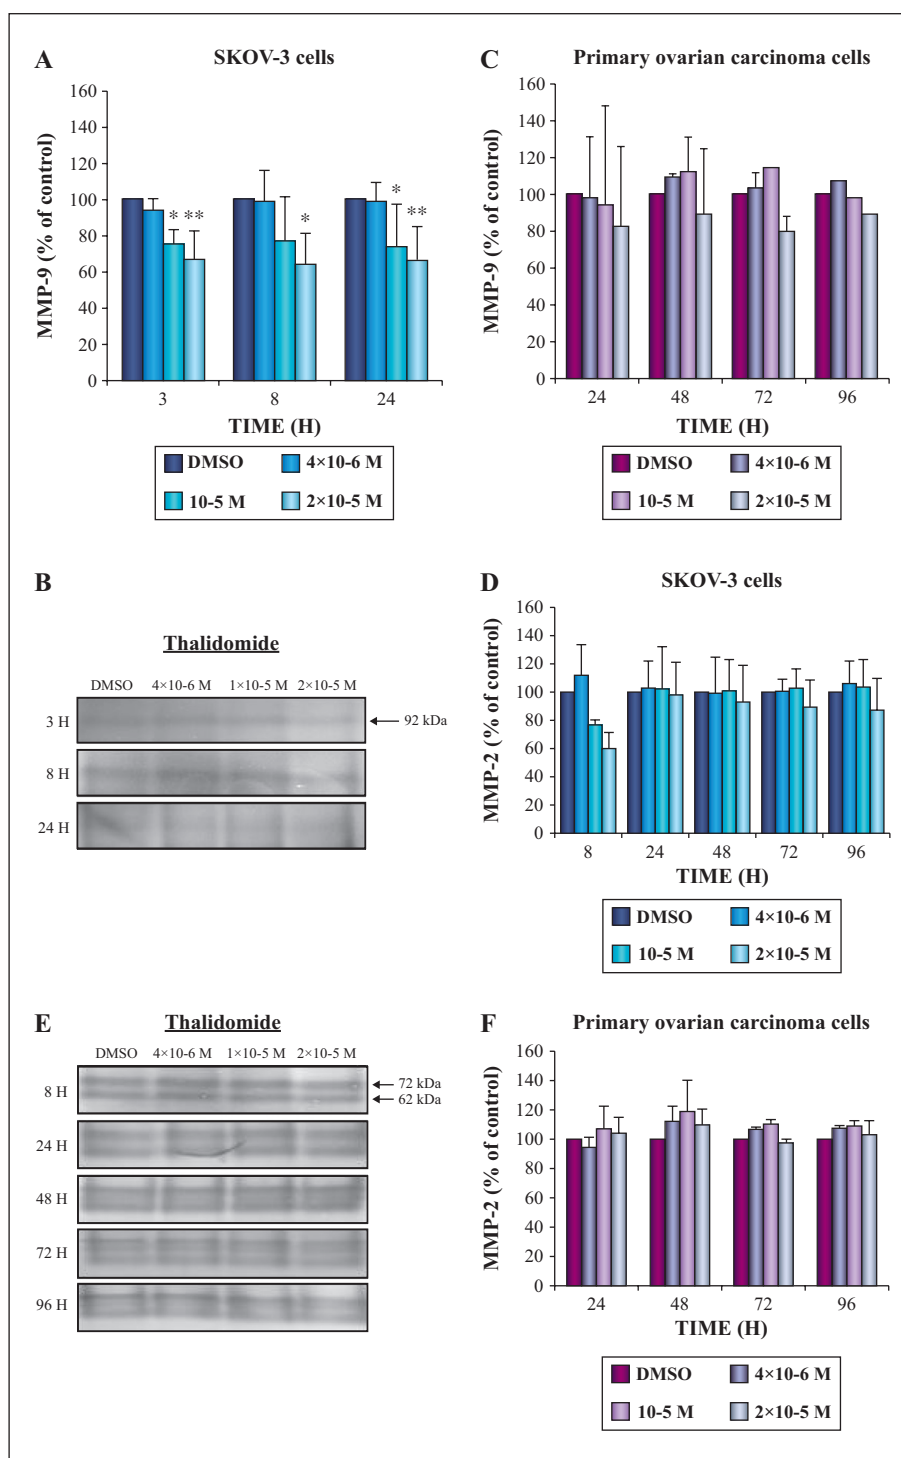 A
SKOV-3 cells
MMP-9 (% of control)
160
140
120
100
80
60
40
20
0
* **
*
*
**
3 8 24
TIME (H)
DMSO 4×10-6 M
10-5 M 2×10-5 M
C
Primary ovarian carcinoma cells
MMP-9 (% of control)
160
140
120
100
80
60
40
20
0
24 48 72 96
TIME (H)
DMSO 4×10-6 M
10-5 M 2×10-5 M
B
Thalidomide
DMSO 4×10-6 M 1×10-5 M 2×10-5 M
3 H
92 kDa
8 H
24 H
D
SKOV-3 cells
MMP-2 (% of control)
160
140
120
100
80
60
40
20
0
8 24 48 72 96
TIME (H)
DMSO 4×10-6 M
10-5 M 2×10-5 M
E
Thalidomide
DMSO 4×10-6 M 1×10-5 M 2×10-5 M
8 H
72 kDa
62 kDa
24 H
48 H
72 H
96 H
F
Primary ovarian carcinoma cells
MMP-2 (% of control)
160
140
120
100
80
60
40
20
0
24 48 72 96
TIME (H)
DMSO 4×10-6 M
10-5 M 2×10-5 M